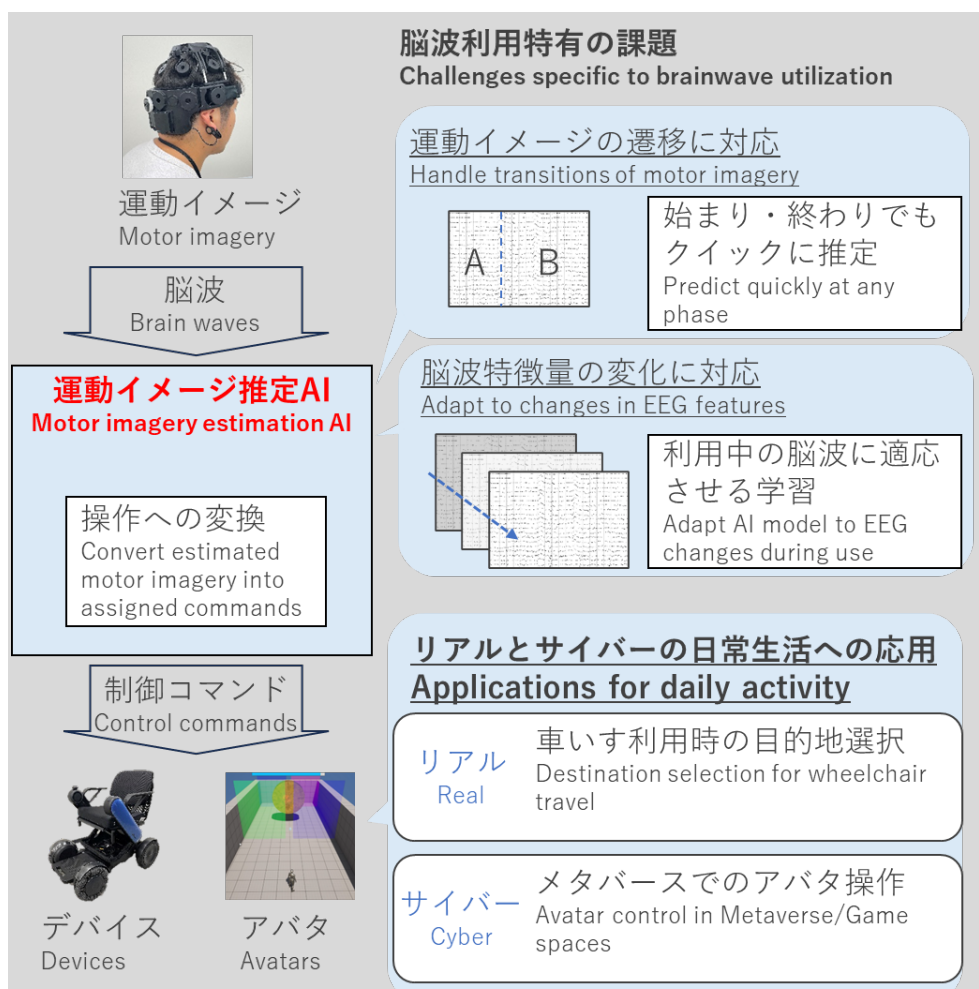 脳波利用特有の課題
Challenges specific to brainwave utilization
運動イメージ
Motor imagery
脳波
Brain waves
運動イメージ推定AI
Motor imagery estimation AI
操作への変換
Convert estimated
motor imagery into
assigned commands
制御コマンド
Control commands
デバイス
Devices
アバタ
Avatars
運動イメージの遷移に対応
Handle transitions of motor imagery
A
B
始まり・終わりでも
クイックに推定
Predict quickly at any
phase
脳波特徴量の変化に対応
Adapt to changes in EEG features
利用中の脳波に適応
させる学習
Adapt AI model to EEG
changes during use
リアルとサイバーの日常生活への応用
Applications for daily activity
リアル
Real
車いす利用時の目的地選択
Destination selection for wheelchair
travel
サイバー
Cyber
メタバースでのアバタ操作
Avatar control in Metaverse/Game
spaces